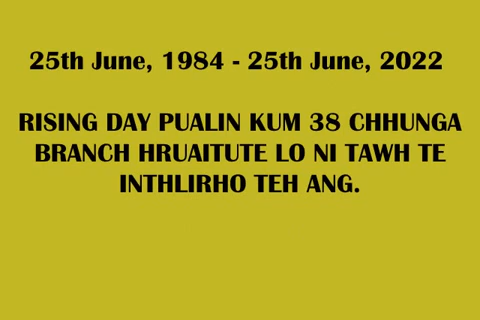 25th June, 1984 - 25th June, 2022
RISING DAY PUALIN KUM 38 CHHUNGA
BRANCH HRUAITUTE LO NI TAWH TE
INTHLIRHO TEH ANG.